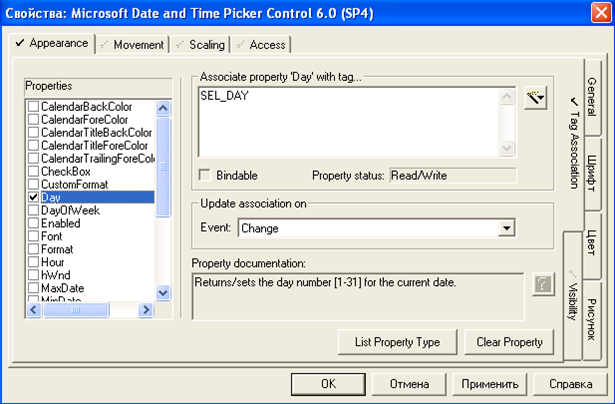 Свойства: Microsoft Date and Time Picker Control 6.0 (SP4)
Appearance
Movement
Scaling
Access
Properties
CalendarBackColor
CalendarForeColor
CalendarTitleBackColor
CalendarTitleForeColor
CalendarTrailingForeColo
CheckBox
CustomFormat
Day
DayOfWeek
Enabled
Font
Format
Hour
hWnd
MaxDate
MinDate
Associate property 'Day' with tag...
SEL_DAY
Bindable
Property status: Read/Write
Update association on
Event: Change
Property documentation:
Returns/sets the day number [1-31] for the current date.
?
List Property Type
Clear Property
Tag Association
Visibility
General
Шрифт
Цвет
Рисунок
OK
Отмена
Применить
Справка